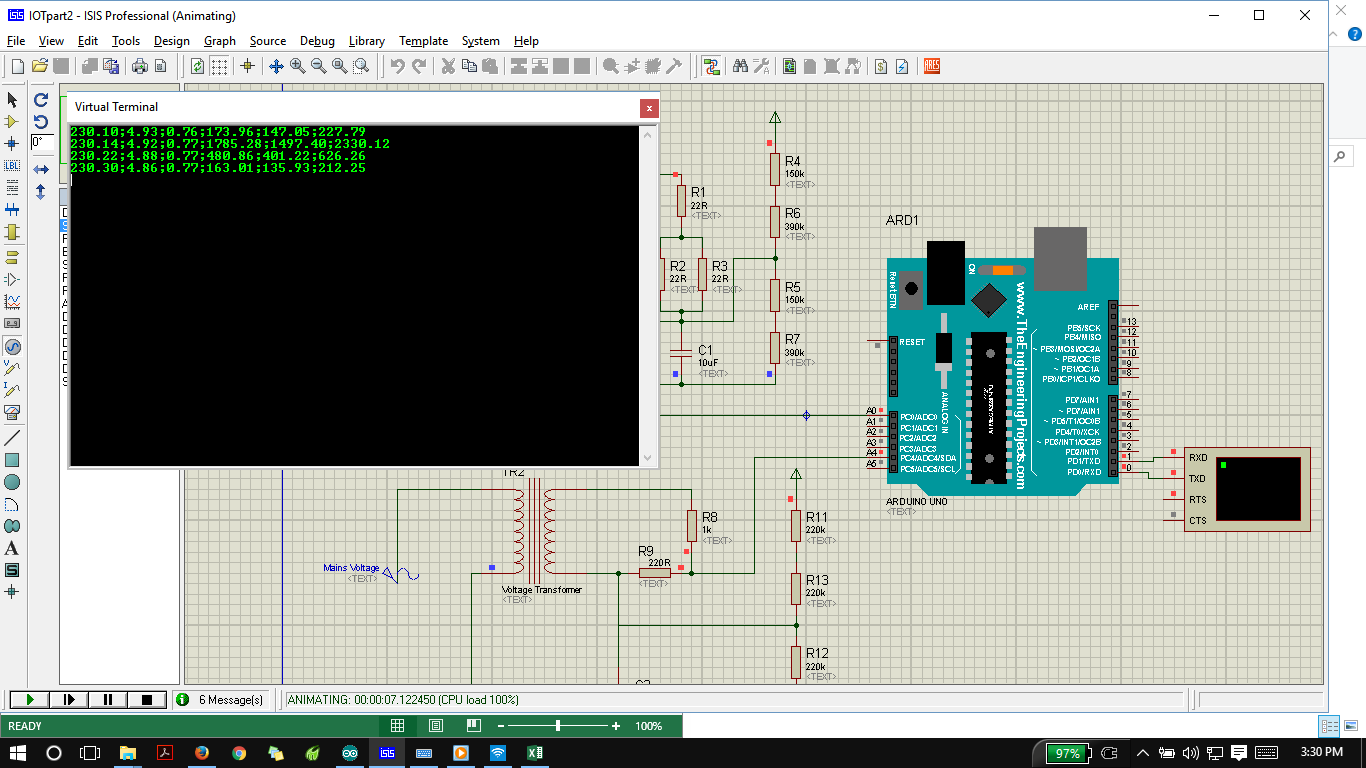 IOTpart2 - ISIS Professional (Animating)
File View Edit Tools Design Graph Source Debug Library Template System Help
Virtual Terminal
230.10;4.93;0.76;173.96;147.05;227.79
230.14;4.92;0.77;1785.28;1497.40;2330.12
230.22;4.88;0.77;480.86;401.22;626.26
230.30;4.86;0.77;163.01;135.93;212.25
0°
LBL
ARES
R1
22R
<TEXT>
R2
22R
<TEXT>
R3
22R
<TEXT>
C1
10uF
<TEXT>
R4
150k
<TEXT>
R6
390k
<TEXT>
R5
150k
<TEXT>
R7
390k
<TEXT>
ARD1
Reset BTN
ON
www.TheEngineeringProjects.com
ANALOG IN
RESET
AREF
PB5/SCK 13
PB4/MISO 12
~ PB3/MOSI/OC2A 11
~ PB2/OC1B 10
~ PB1/OC1A 9
PB0/ICP1/CLKO 8
PD7/AIN1 7
~ PD7/AIN1 6
~ PD5/T1/OC0B 5
PD4/T0/XCK 4
~ PD3/INT1/OC2B 3
PD2/INT0 2
PD1/TXD 1
PD0/RXD 0
A0 PC0/ADC0
A1 PC1/ADC1
A2 PC2/ADC2
A3 PC3/ADC3
A4 PC4/ADC4/SDA
A5 PC5/ADC5/SCL
ARDUINO UNO
<TEXT>
RXD
TXD
RTS
CTS
TR2
Voltage Transformer
<TEXT>
Mains Voltage
<TEXT>
R8
1k
<TEXT>
R9
220R
<TEXT>
R11
220k
<TEXT>
R13
220k
<TEXT>
R12
220k
<TEXT>
6 Message(s)
ANIMATING: 00:00:07.122450 (CPU load 100%)
READY
100%
97%
3:30 PM